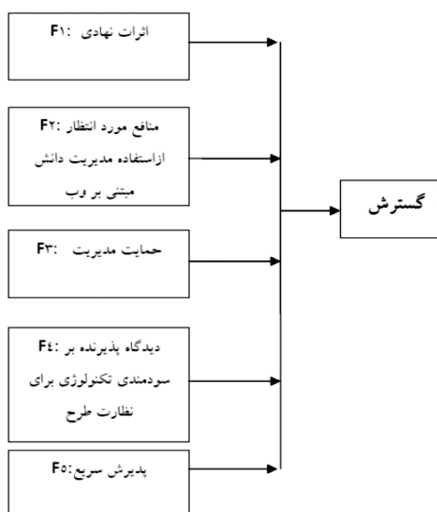 F۱: اثرات نهادی
F۲: منافع مورد انتظار
ازاستفاده مدیریت دانش
مبتنی بر وب
گسترش
F۳: حمایت مدیریت
F٤: دیدگاه پذیرنده بر
سودمندی تکنولوژی برای
نظارت طرح
F۵:پدیرش سریع